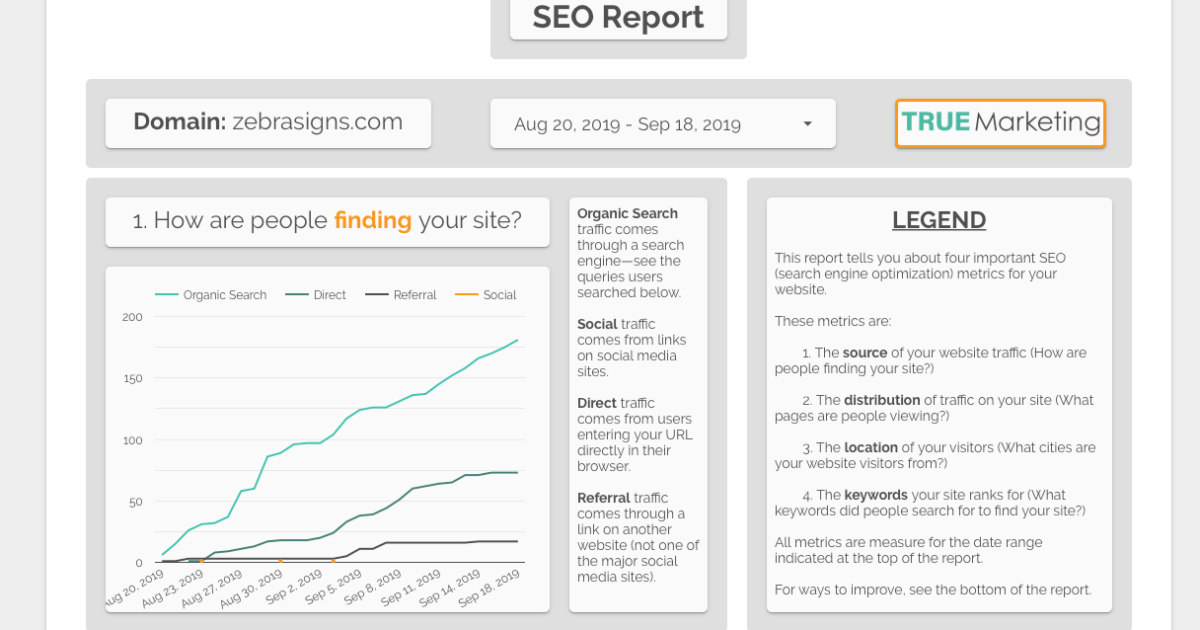 SEO Report
Domain: zebrasigns.com
Aug 20, 2019 - Sep 18, 2019
TRUE Marketing
1. How are people finding your site?
Organic Search
Direct
Referral
Social
200
150
100
50
0
Aug 20, 2019
Aug 23, 2019
Aug 27, 2019
Aug 30, 2019
Sep 2, 2019
Sep 5, 2019
Sep 8, 2019
Sep 11, 2019
Sep 14, 2019
Sep 18, 2019
Organic Search
traffic comes
through a search
engine—see the
queries users
searched below.
Social traffic
comes from links
on social media
sites.
Direct traffic
comes from users
entering your URL
directly in their
browser.
Referral traffic
comes through a
link on another
website (not one of
the major social
media sites).
LEGEND
This report tells you about four important SEO
(search engine optimization) metrics for your
website.
These metrics are:
1. The source of your website traffic (How are
people finding your site?)
2. The distribution of traffic on your site (What
pages are people viewing?)
3. The location of your visitors (What cities are
your website visitors from?)
4. The keywords your site ranks for (What
keywords did people search for to find your site?)
All metrics are measure for the date range
indicated at the top of the report.
For ways to improve, see the bottom of the report.